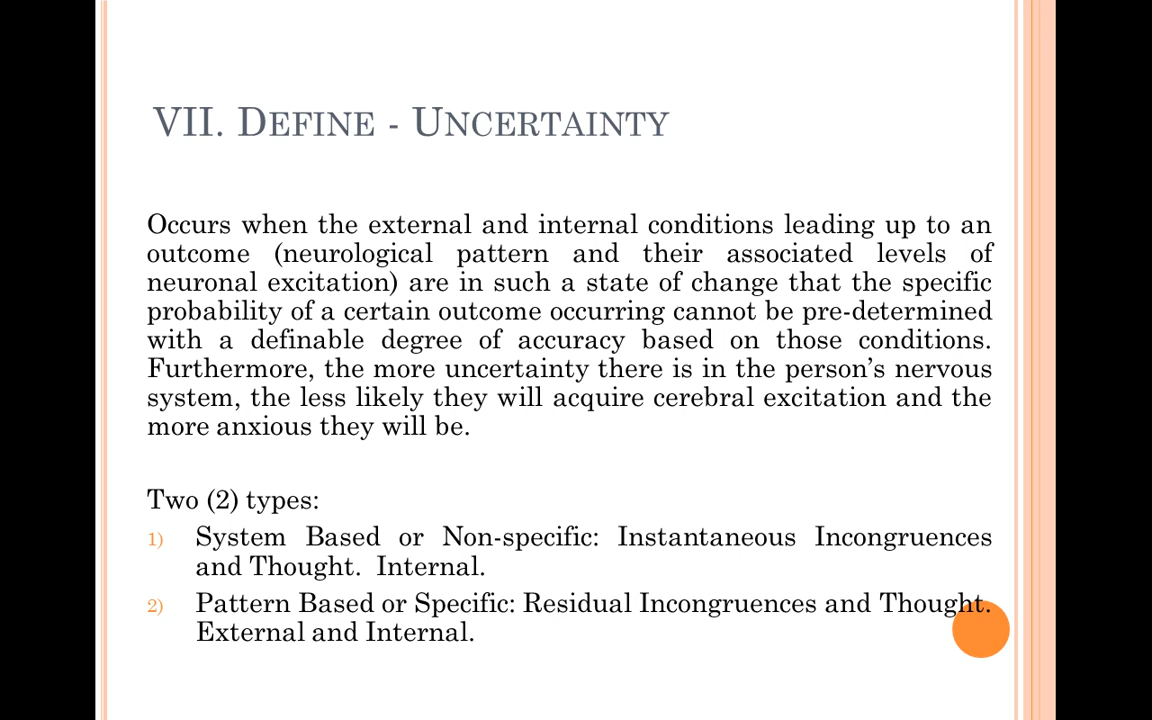 VII. DEFINE - UNCERTAINTY
Occurs when the external and internal conditions leading up to an
outcome (neurological pattern and their associated levels of
neuronal excitation) are in such a state of change that the specific
probability of a certain outcome occurring cannot be pre-determined
with a definable degree of accuracy based on those conditions.
Furthermore, the more uncertainty there is in the person’s nervous
system, the less likely they will acquire cerebral excitation and the
more anxious they will be.
Two (2) types:
1) System Based or Non-specific: Instantaneous Incongruences
and Thought. Internal.
2) Pattern Based or Specific: Residual Incongruences and Thought.
External and Internal.